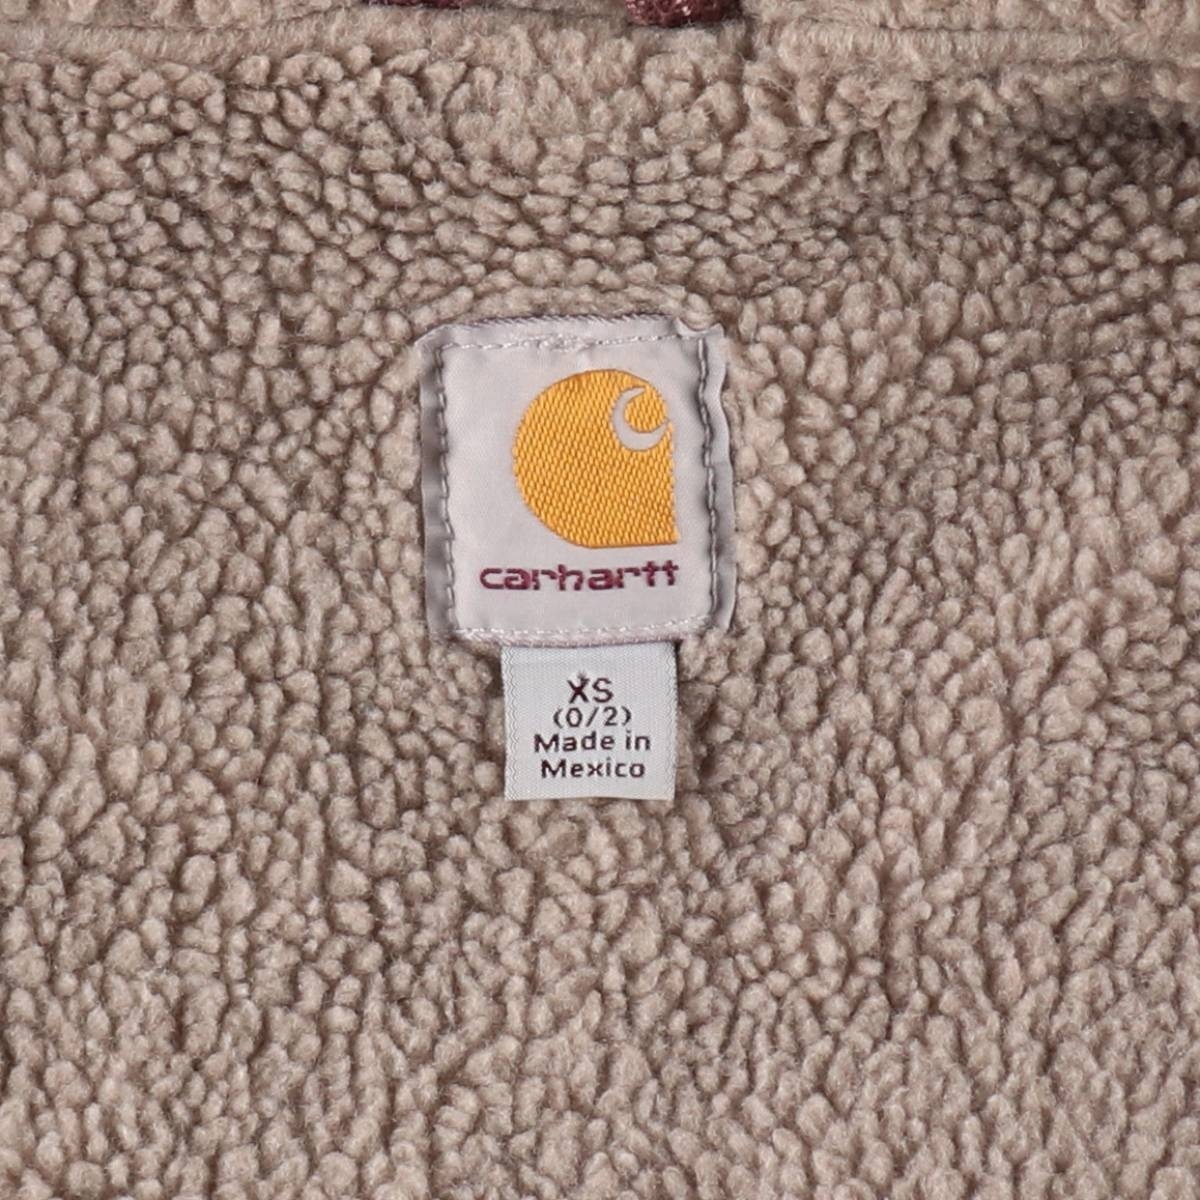 carhartt
XS
(0/2)
Made in
Mexico